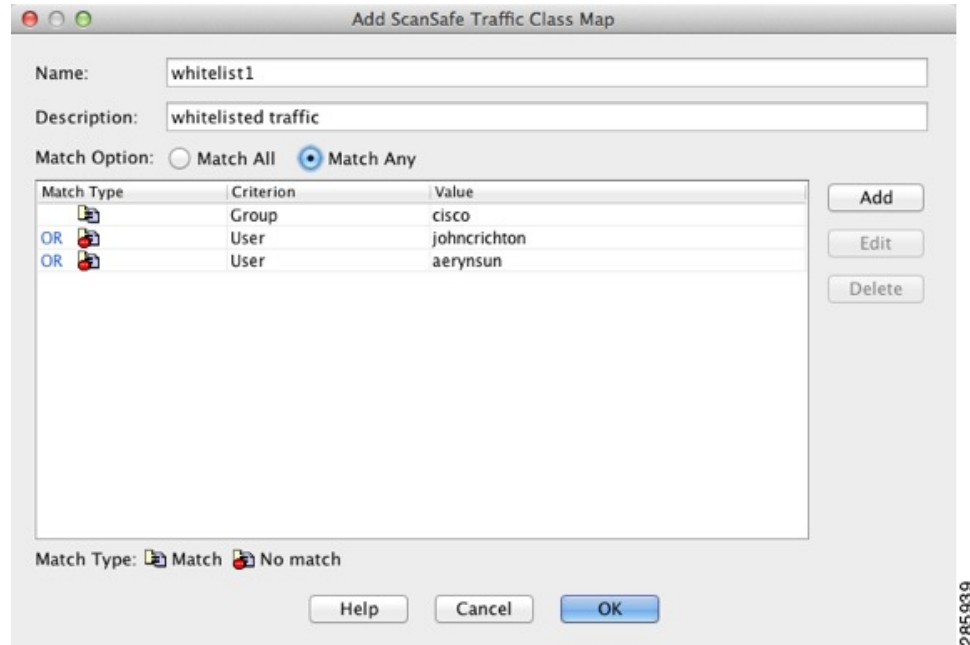 Add ScanSafe Traffic Class Map
Name: whitelist1
Description: whitelisted traffic
Match Option: Match All Match Any
Match Type Criterion Value
Group cisco
OR User johncrichton
OR User aerynsun
Add
Edit
Delete
Match Type: Match No match
Help Cancel OK
285939